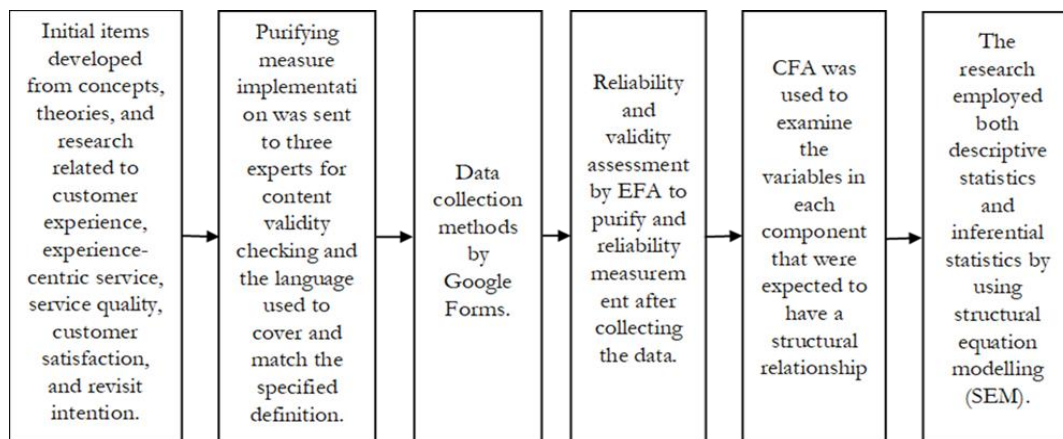 Initial items
developed
from concepts,
theories, and
research
related to
customer
experience,
experience-
centric service,
service quality,
customer
satisfaction,
and revisit
intention.
Purifying
measure
implementati
on was sent
to three
experts for
content
validity
checking and
the language
used to
cover and
match the
specified
definition.
Data
collection
methods
by
Google
Forms.
Reliability
and
validity
assessment
by EFA to
purify and
reliability
measurem
ent after
collecting
the data.
CFA was
used to
examine
the
variables in
each
component
that were
expected to
have a
structural
relationship
The
research
employed
both
descriptive
statistics
and
inferential
statistics by
using
structural
equation
modelling
(SEM).